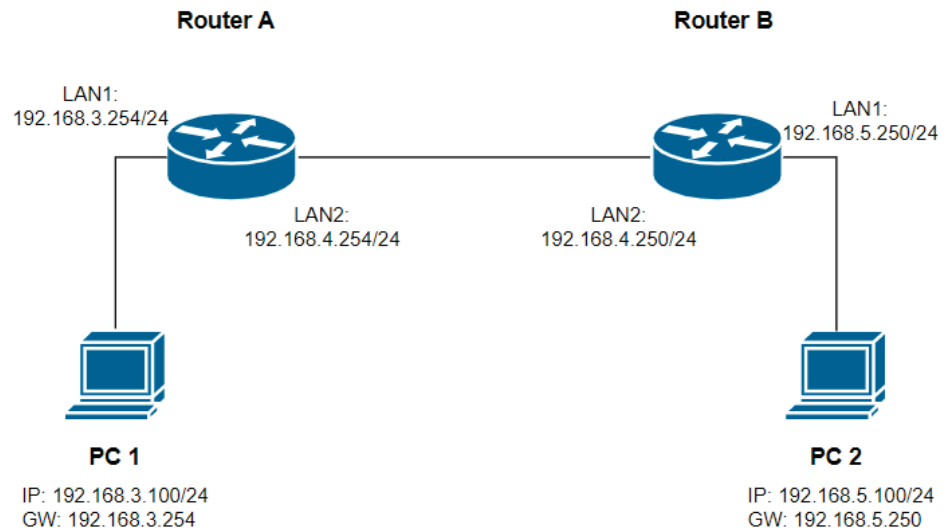 Router A
Router B
LAN1:
192.168.3.254/24
LAN1:
192.168.5.250/24
LAN2:
192.168.4.254/24
LAN2:
192.168.4.250/24
PC 1
IP: 192.168.3.100/24
GW: 192.168.3.254
PC 2
IP: 192.168.5.100/24
GW: 192.168.5.250